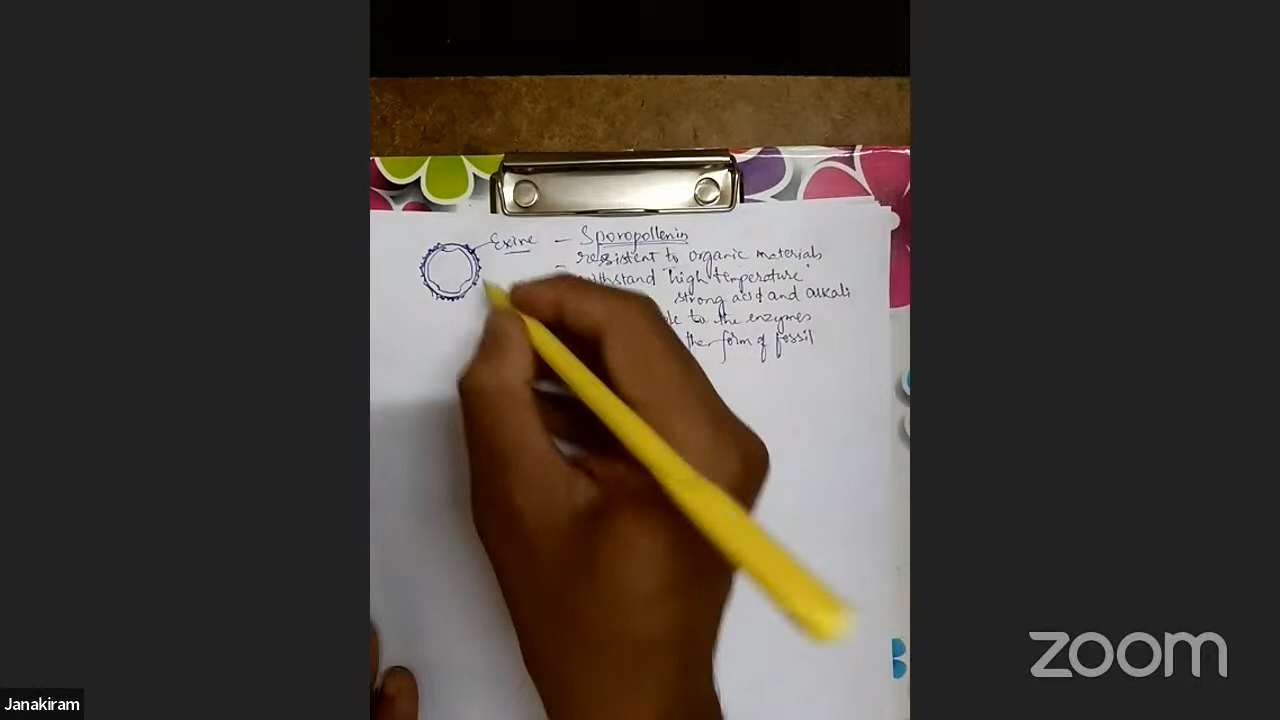 Exine — Sporopollenin
resistent to organic materials
withstand high temperature
strong acid and alkali
to the enzymes
the form of fossil
zoom
Janakiram